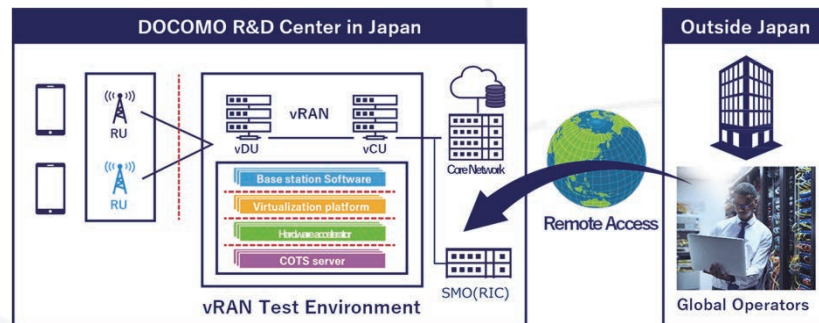 DOCOMO R&D Center in Japan
Outside Japan
RU
RU
vRAN
vDU
vCU
Base station Software
Virtualization platform
Hardware accelerator
COTS server
vRAN Test Environment
Core Network
SMO(RIC)
Remote Access
Global Operators